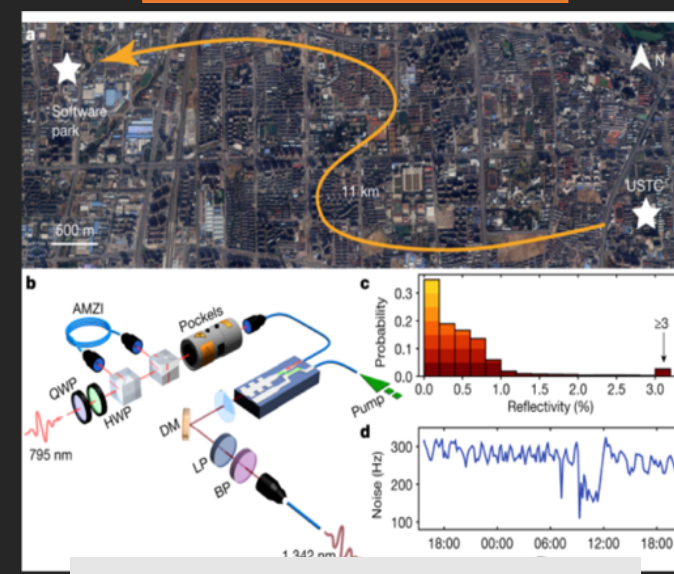 a
N
Software
park
11 km
USTC
500 m
b
AMZI
Pockels
QWP
HWP
795 nm
DM
LP
BP
Pump
1,342 nm
c
Probability
0.3
0.2
0.1
0.0
≥3
0.0 0.5 1.0 1.5 2.0 2.5 3.0
Reflectivity (%)
d
Noise (Hz)
300
200
100
18:00 00:00 06:00 12:00 18:00